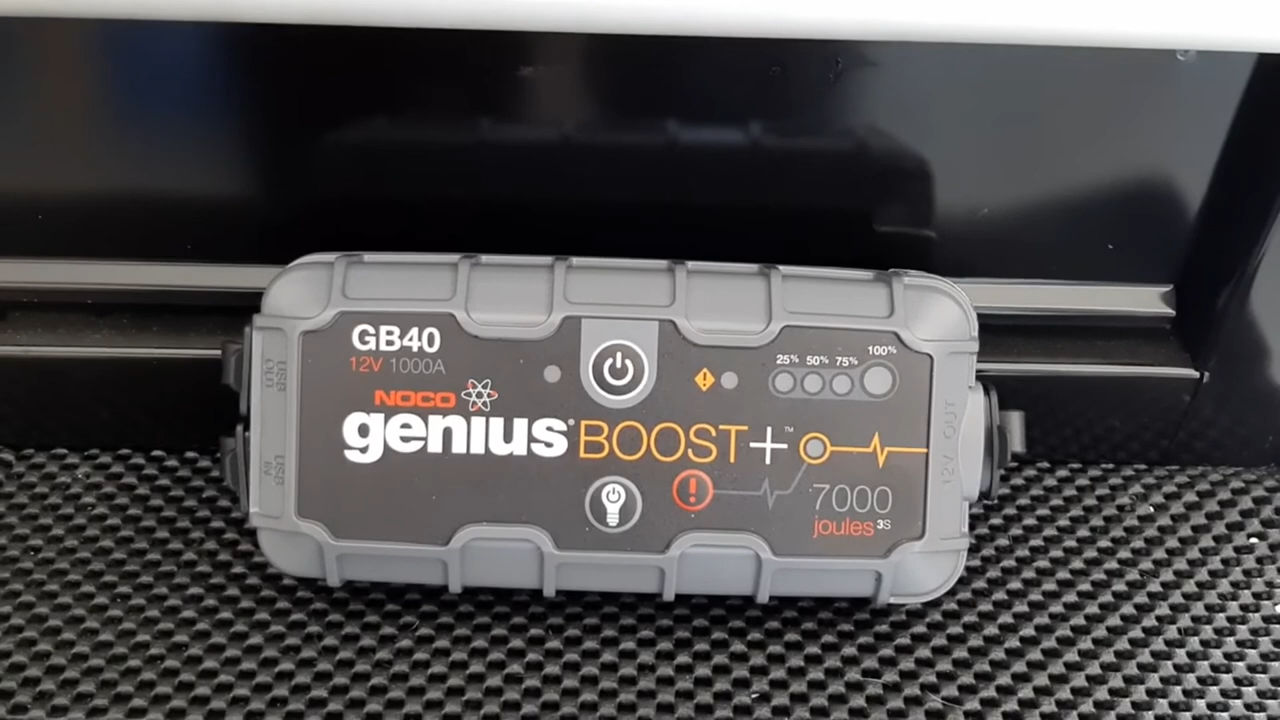 GB40
12V 1000A
NOCO
genius® BOOST+™
25% 50% 75% 100%
7000
joules 3S
USB OUT
USB IN
12V OUT